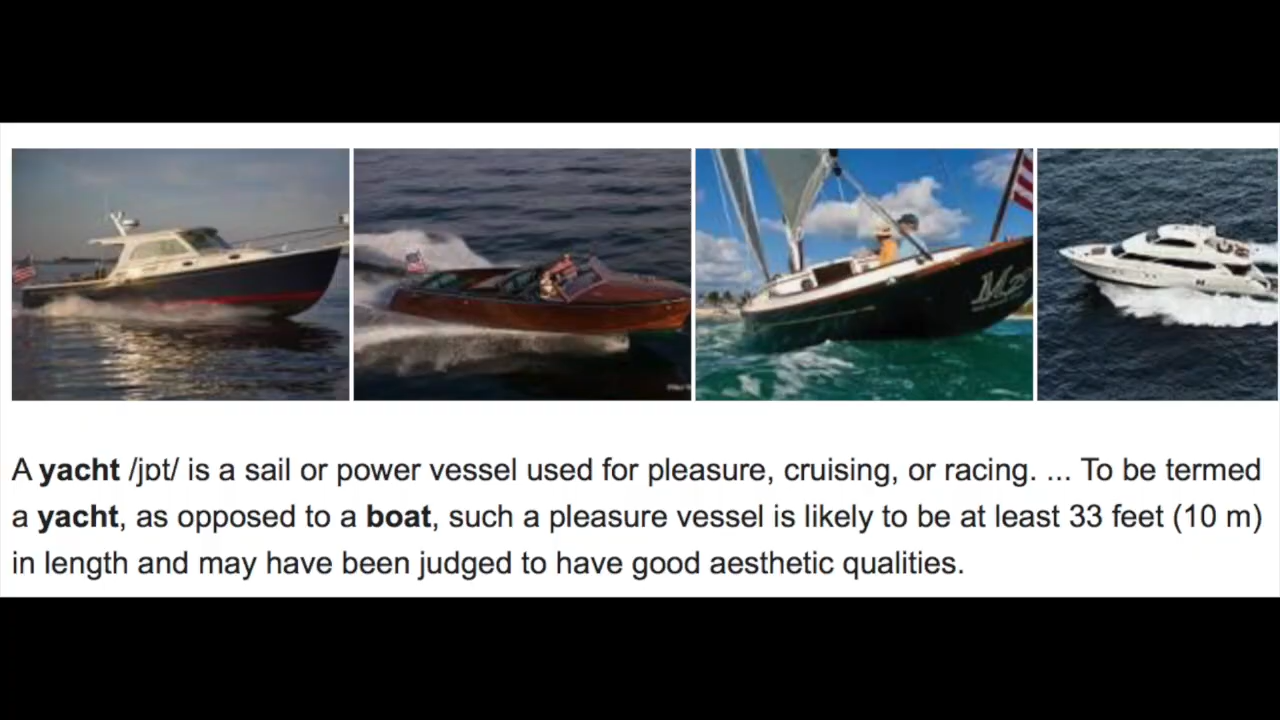 A yacht /jɒt/ is a sail or power vessel used for pleasure, cruising, or racing. ... To be termed
a yacht, as opposed to a boat, such a pleasure vessel is likely to be at least 33 feet (10 m)
in length and may have been judged to have good aesthetic qualities.